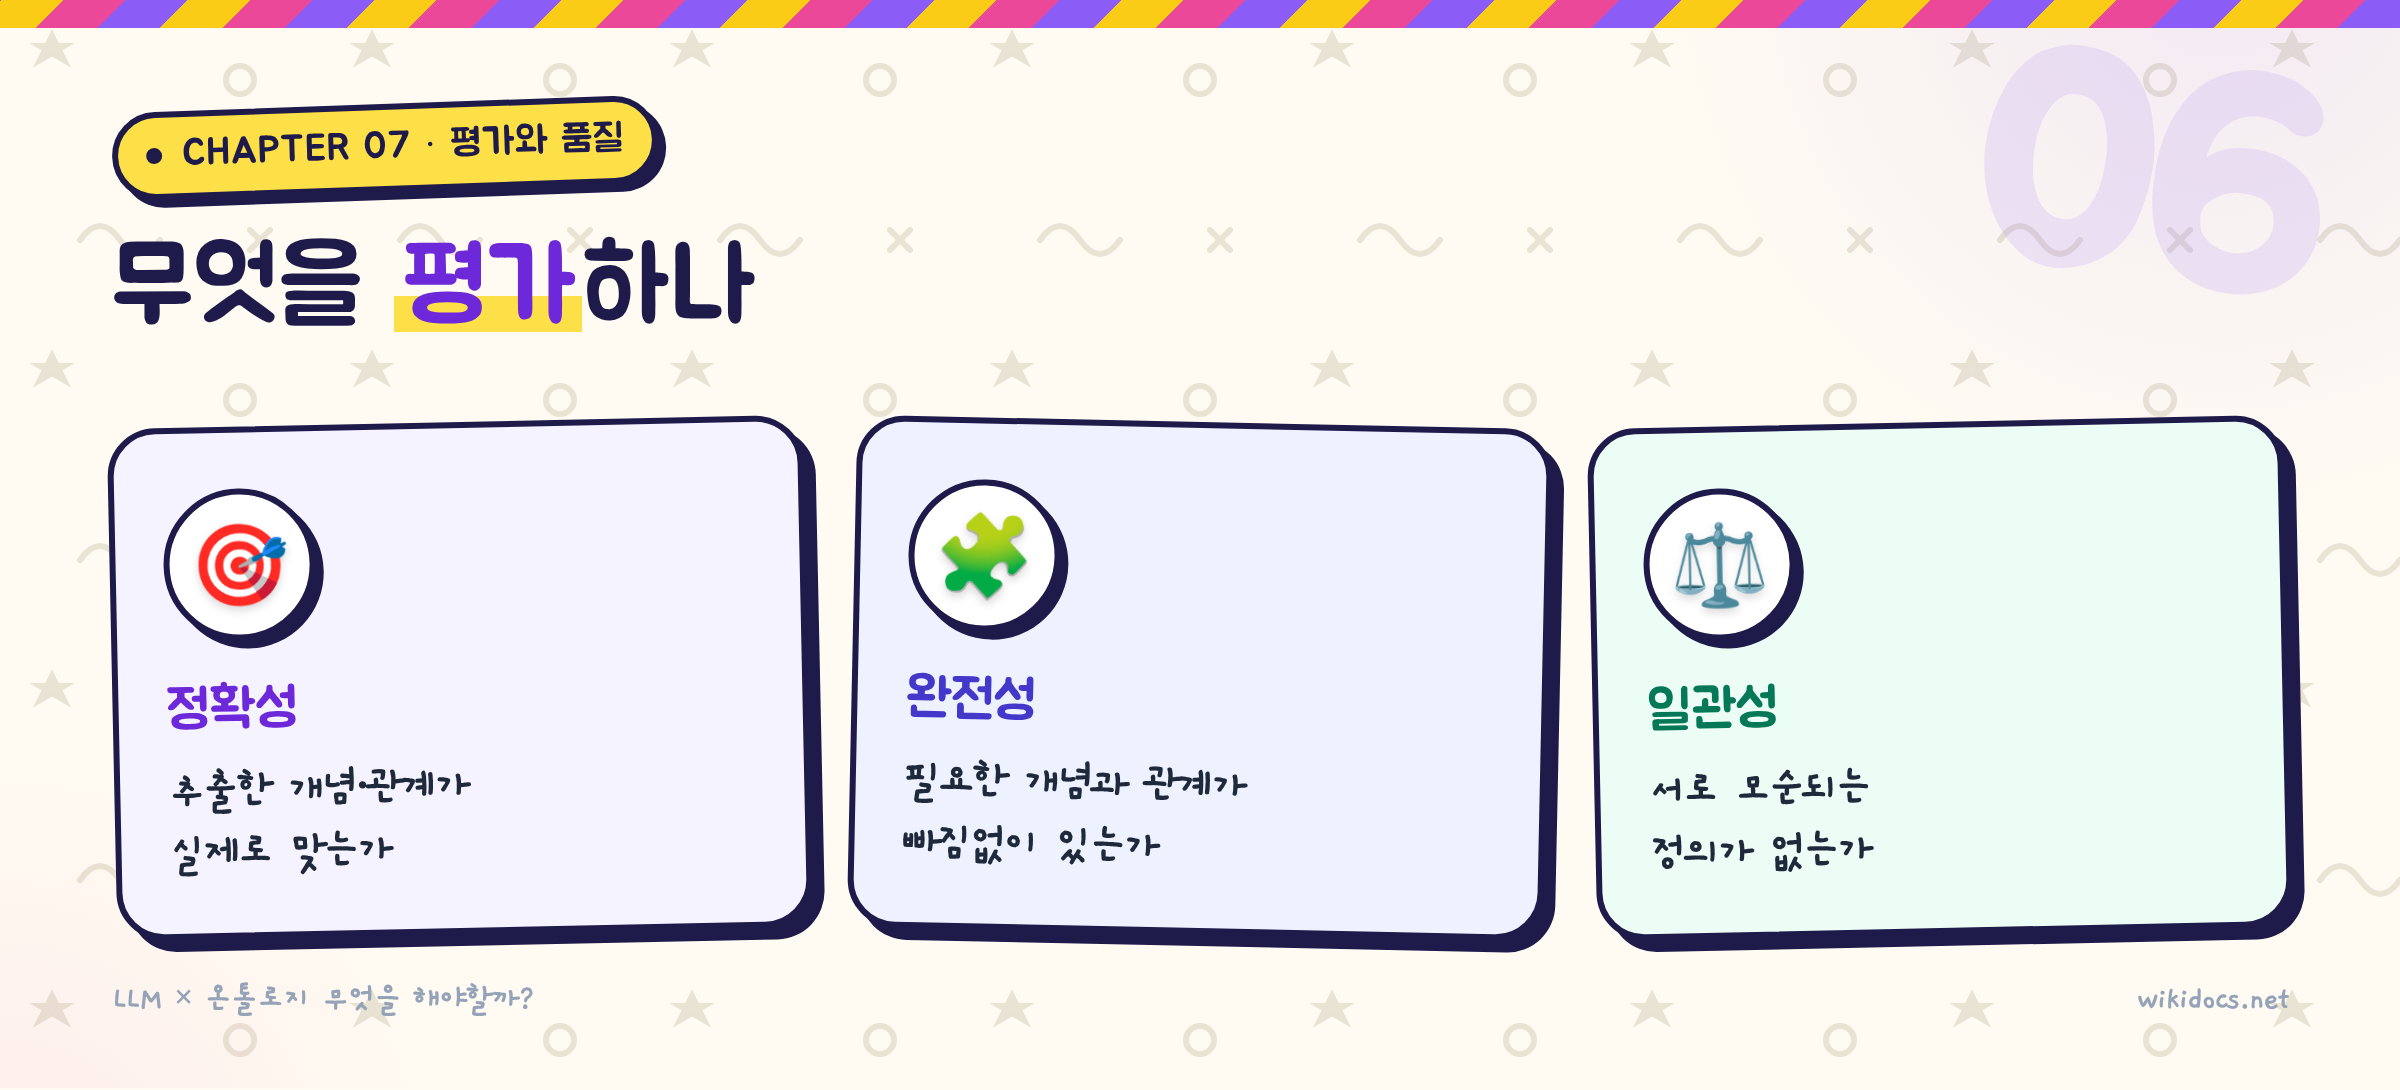 CHAPTER 07 · 평가와 품질
06
무엇을 평가하나
정확성
추출한 개념·관계가
실제로 맞는가
완전성
필요한 개념과 관계가
빠짐없이 있는가
일관성
서로 모순되는
정의가 없는가
LLM × 온톨로지 무엇을 해야할까?
wikidocs.net